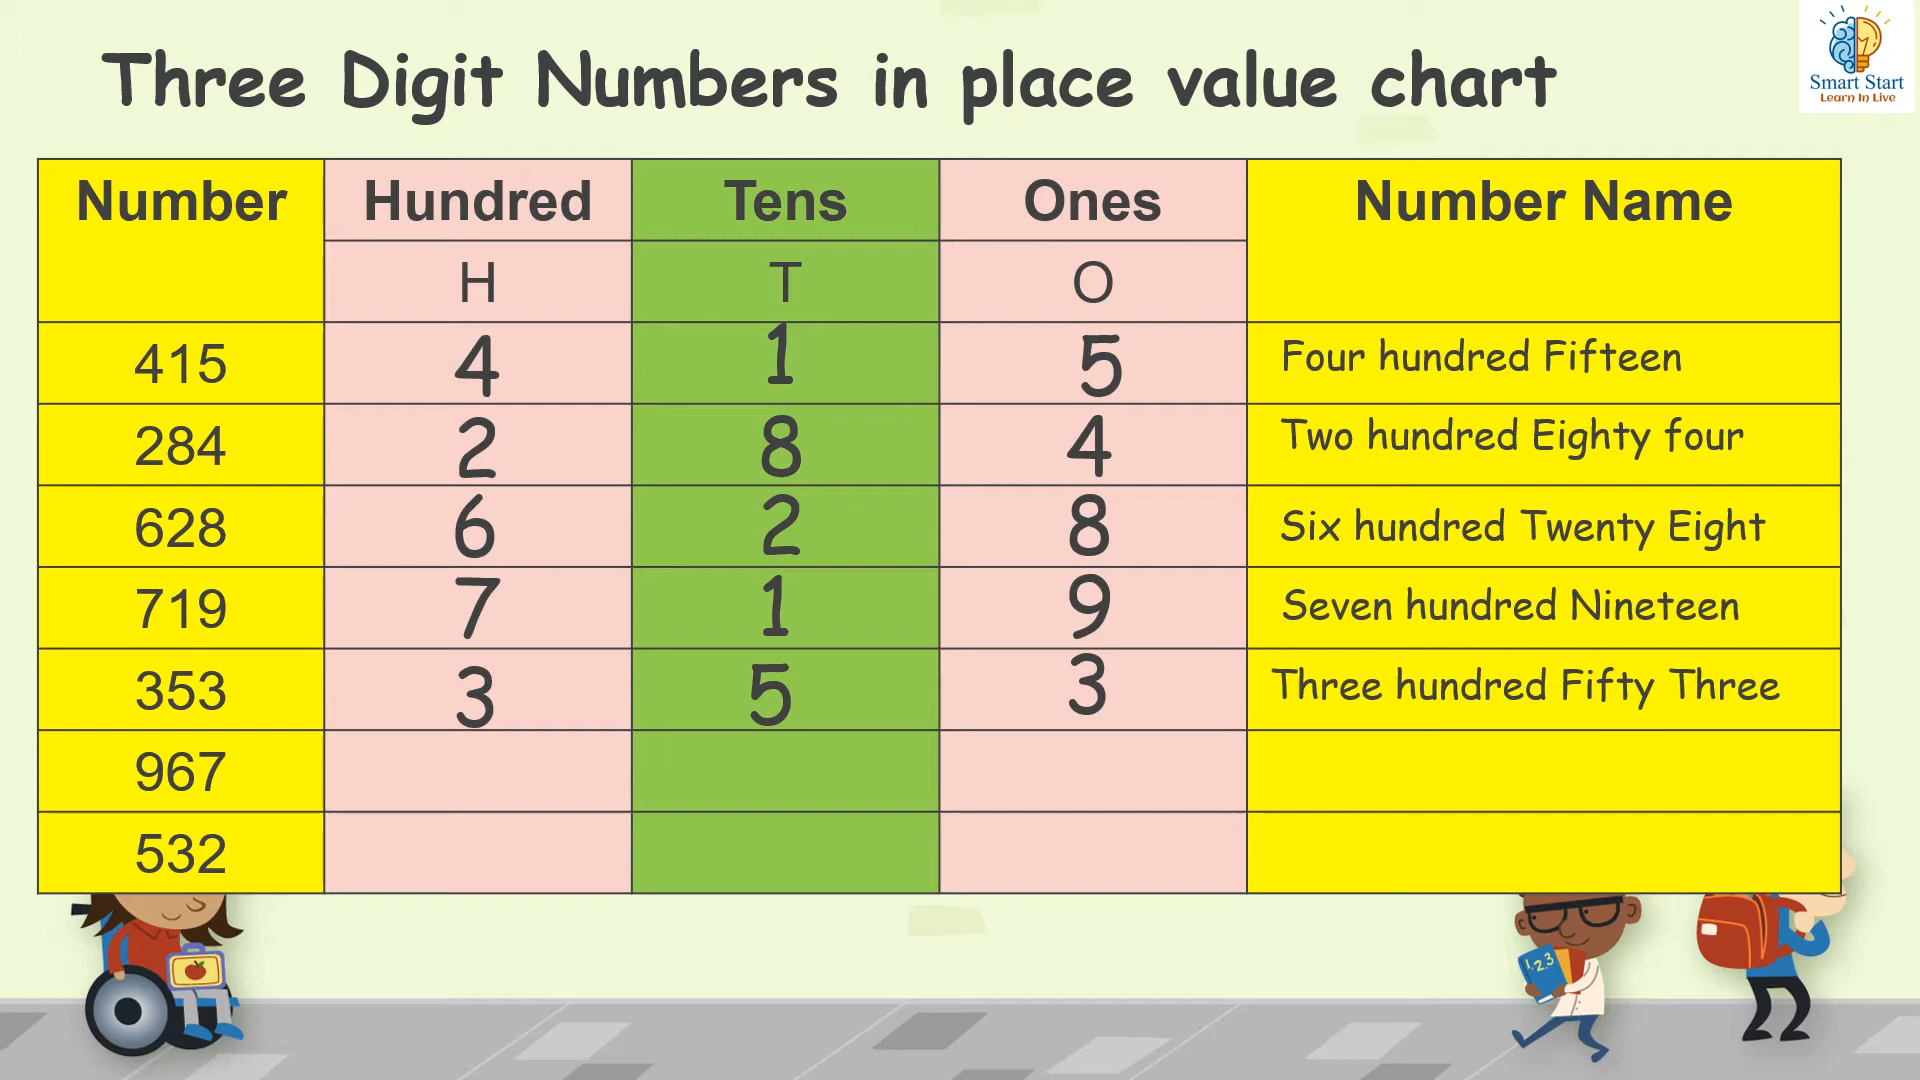 Three Digit Numbers in place value chart
Smart Start
Learn In Live
Number Hundred Tens Ones Number Name
H T O
415 4 1 5 Four hundred Fifteen
284 2 8 4 Two hundred Eighty four
628 6 2 8 Six hundred Twenty Eight
719 7 1 9 Seven hundred Nineteen
353 3 5 3 Three hundred Fifty Three
967
532
1 2 3